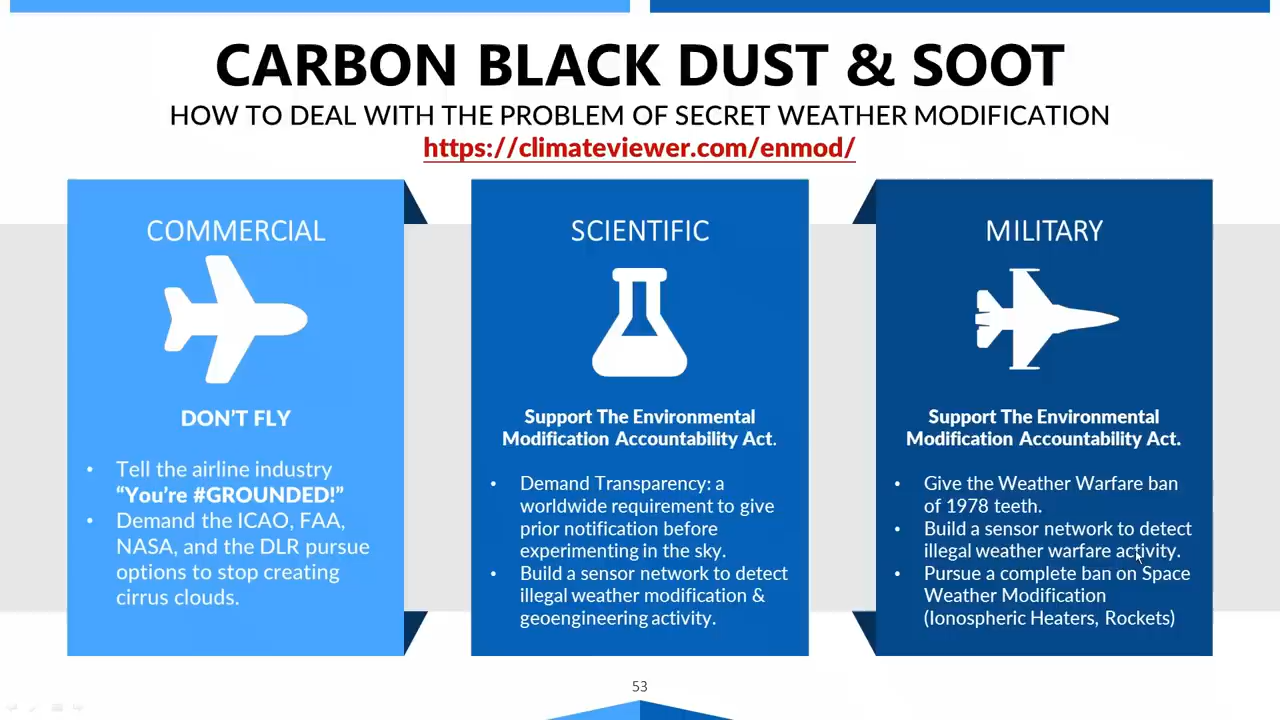 CARBON BLACK DUST & SOOT
HOW TO DEAL WITH THE PROBLEM OF SECRET WEATHER MODIFICATION
https://climateviewer.com/enmod/
COMMERCIAL
DON'T FLY
• Tell the airline industry
“You're #GROUNDED!”
• Demand the ICAO, FAA,
NASA, and the DLR pursue
options to stop creating
cirrus clouds.
SCIENTIFIC
Support The Environmental
Modification Accountability Act.
• Demand Transparency: a
worldwide requirement to give
prior notification before
experimenting in the sky.
• Build a sensor network to detect
illegal weather modification &
geoengineering activity.
MILITARY
Support The Environmental
Modification Accountability Act.
• Give the Weather Warfare ban
of 1978 teeth.
• Build a sensor network to detect
illegal weather warfare activity.
• Pursue a complete ban on Space
Weather Modification
(Ionospheric Heaters, Rockets)
53